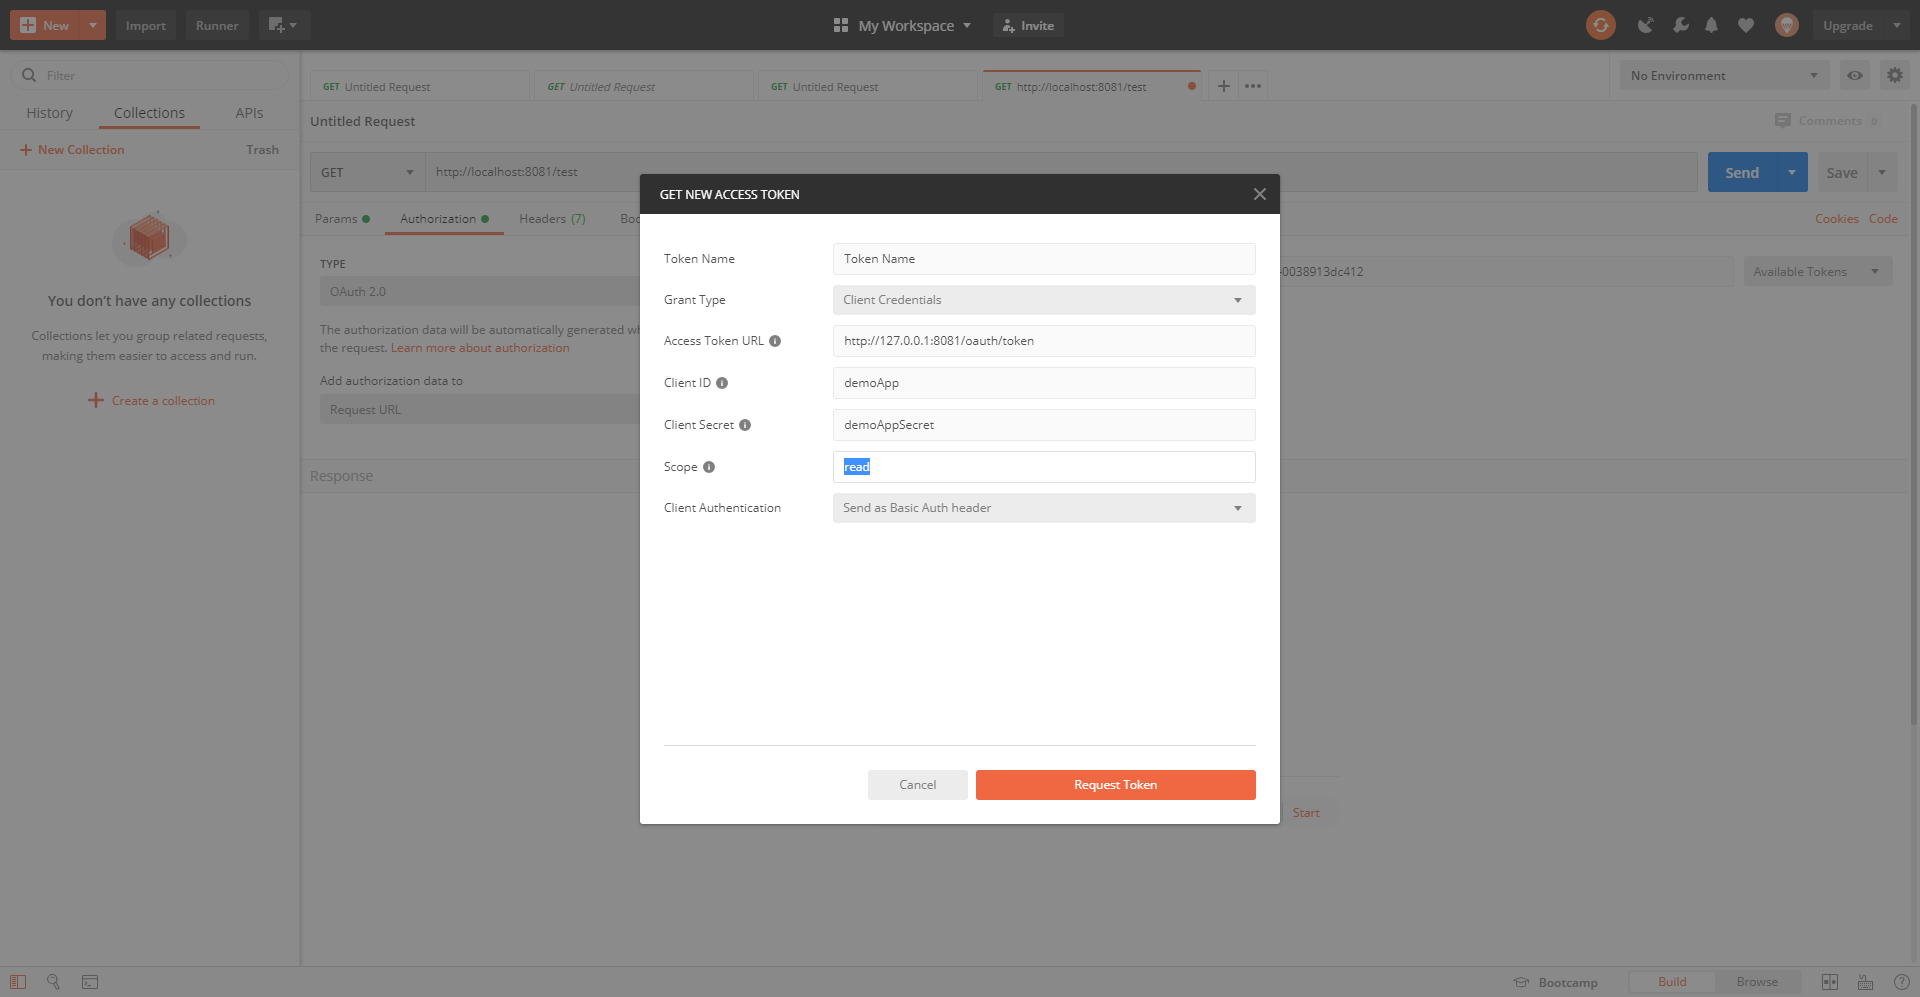 New
Import
Runner
My Workspace
Invite
Upgrade
Filter
GET Untitled Request
GET Untitled Request
GET Untitled Request
GET http://localhost:8081/test
No Environment
History
Collections
APIs
Untitled Request
Comments 0
New Collection
Trash
GET
http://localhost:8081/test
Send
Save
Params
Authorization
Headers (7)
Cookies
Code
TYPE
OAuth 2.0
-0038913dc412
Available Tokens
You don't have any collections
Collections let you group related requests,
making them easier to access and run.
Create a collection
The authorization data will be automatically generated
the request. Learn more about authorization
Add authorization data to
Request URL
Response
GET NEW ACCESS TOKEN
Token Name
Token Name
Grant Type
Client Credentials
Access Token URL
http://127.0.0.1:8081/oauth/token
Client ID
demoApp
Client Secret
demoAppSecret
Scope
read
Client Authentication
Send as Basic Auth header
Cancel
Request Token
Start
Bootcamp
Build
Browse